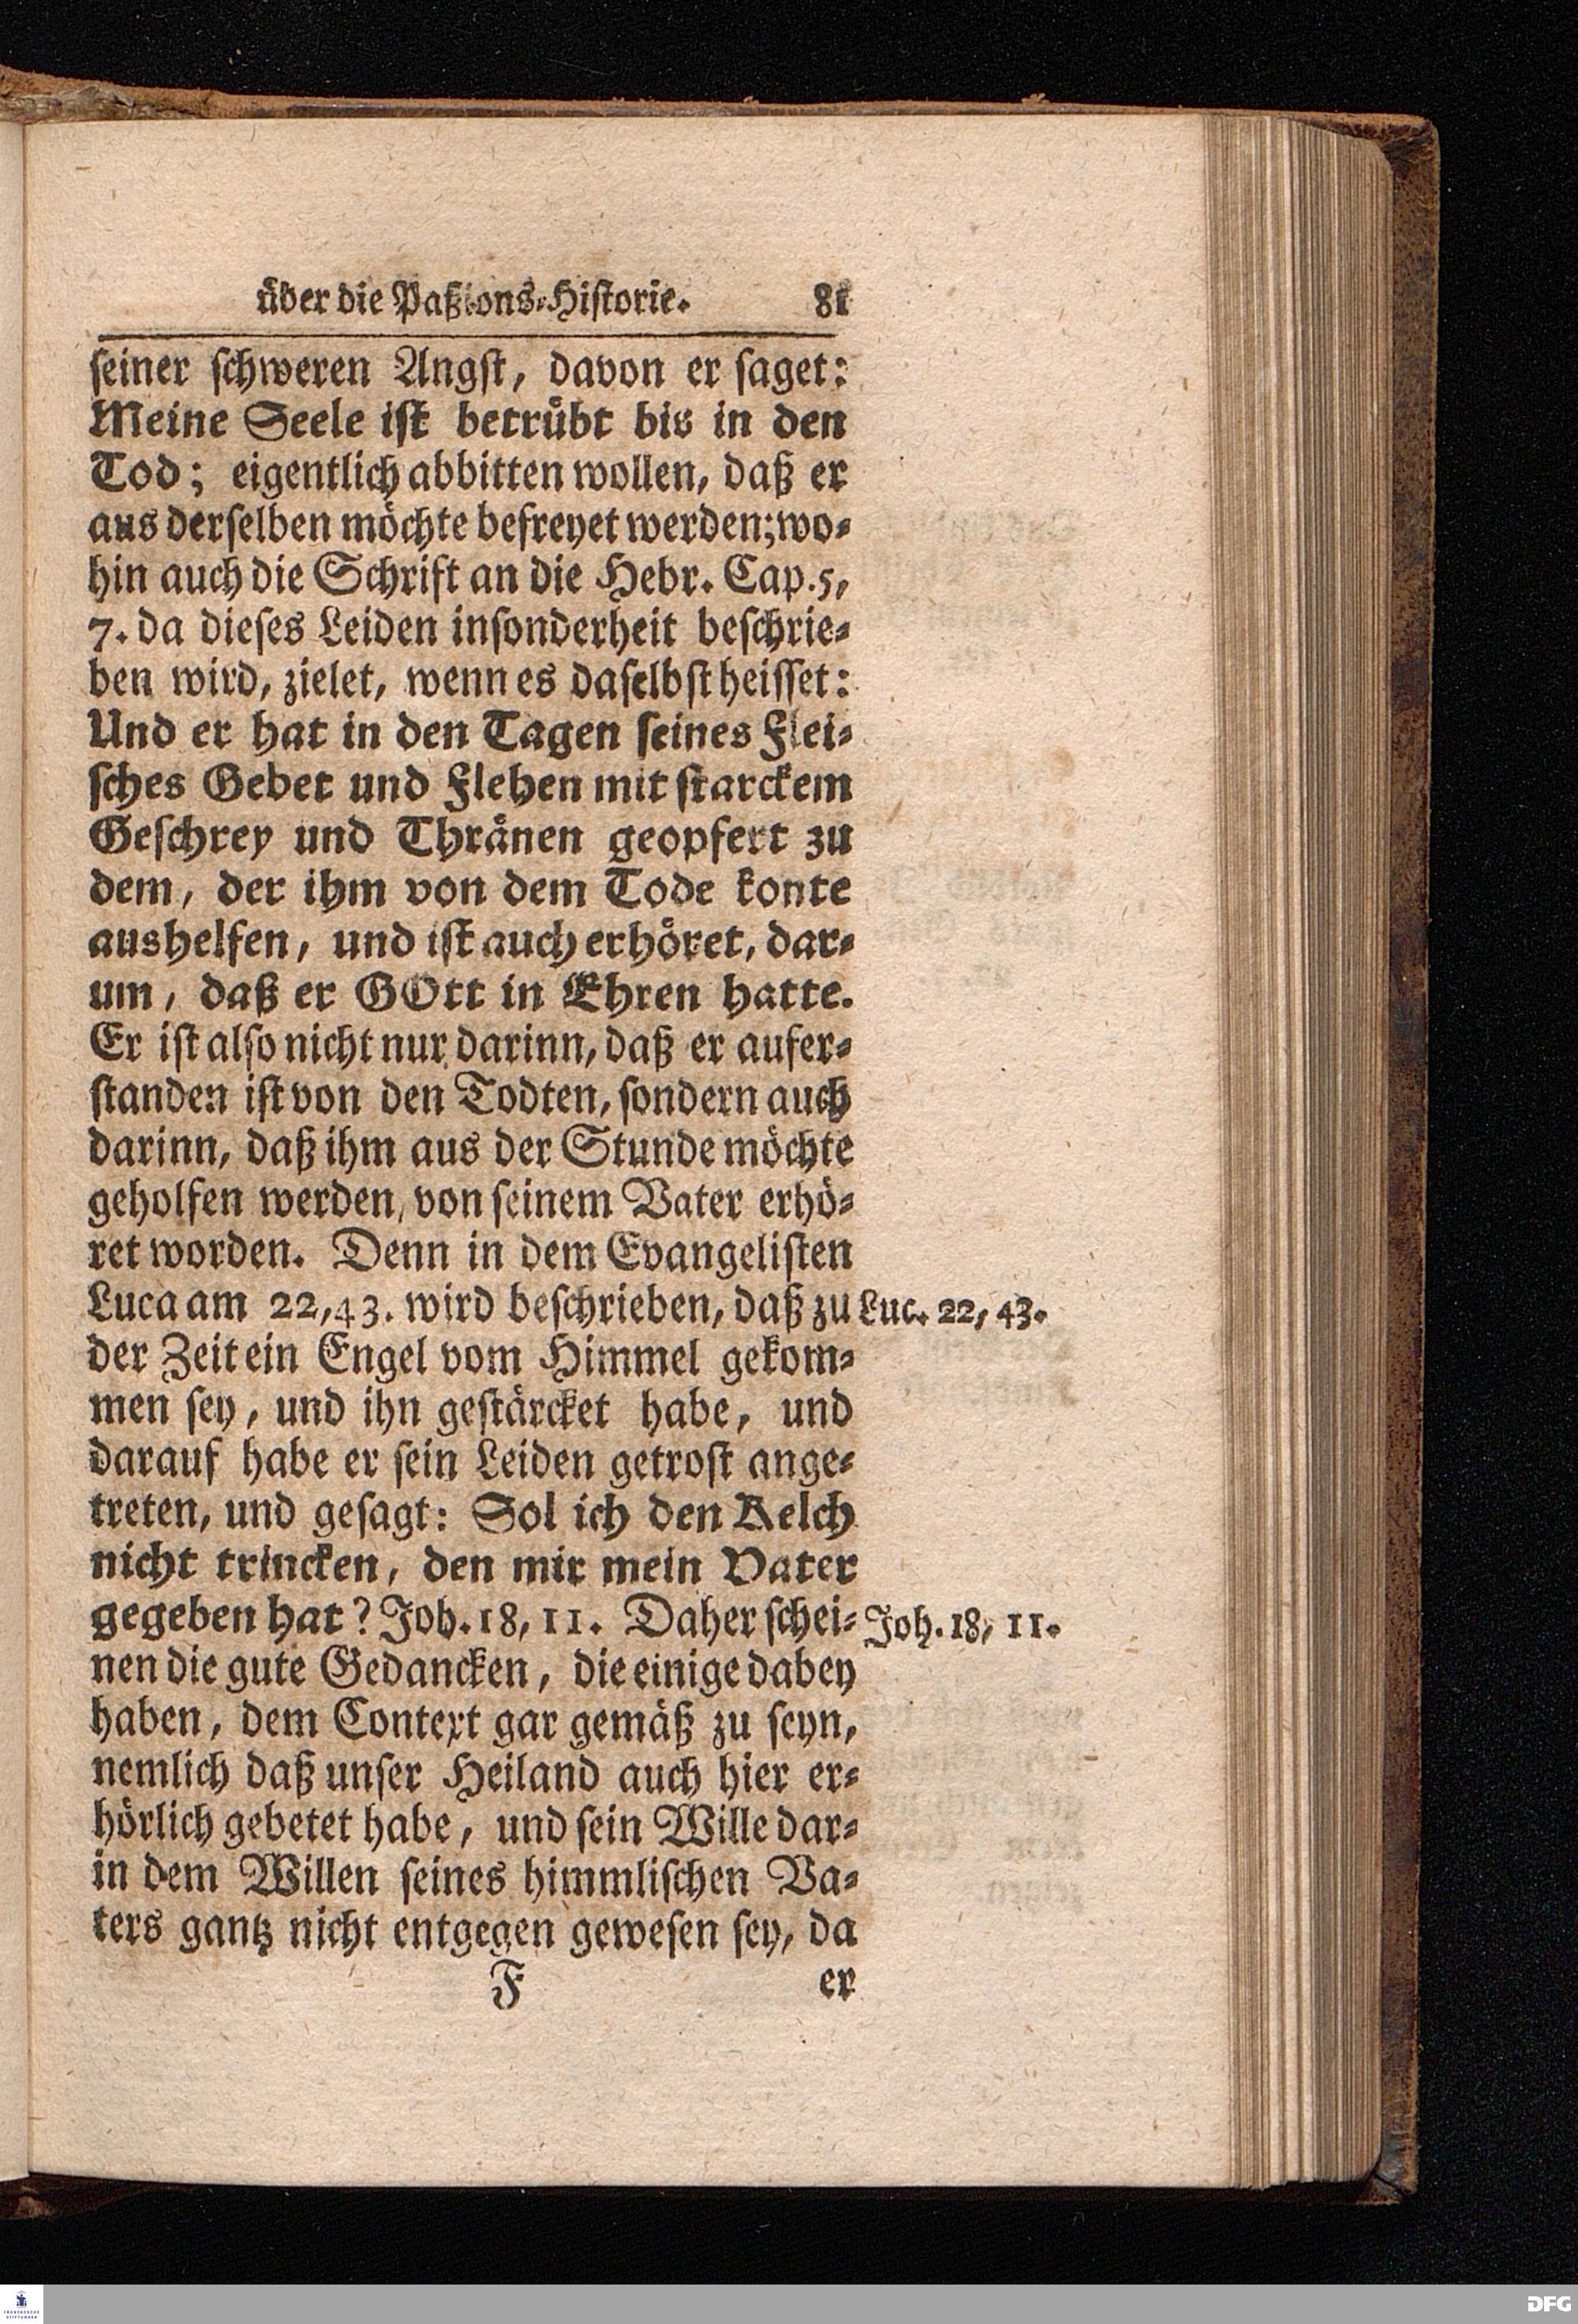 über die Paßions-Historie. 81
seiner schweren Angst, davon er saget:
Meine Seele ist betrübt bis in den
Tod; eigentlich abbitten wollen, daß er
aus derselben möchte befreyet werden; wo-
hin auch die Schrift an die Hebr. Cap. 5,
7. da dieses Leiden insonderheit beschrie-
ben wird, zielet, wenn es daselbst heisset:
Und er hat in den Tagen seines Flei-
sches Gebet und Flehen mit starckem
Geschrey und Thränen geopfert zu
dem, der ihm von dem Tode konte
aushelfen, und ist auch erhöret, dar-
um, daß er GOtt in Ehren hatte.
Er ist also nicht nur darinn, daß er aufer-
standen ist von den Todten, sondern auch
darinn, daß ihm aus der Stunde möchte
geholfen werden, von seinem Vater erhö-
ret worden. Denn in dem Evangelisten
Luca am 22, 43. wird beschrieben, daß zu Luc. 22, 43.
der Zeit ein Engel vom Himmel gekom-
men sey, und ihn gestärcket habe, und
darauf habe er sein Leiden getrost ange-
treten, und gesagt: Sol ich den Kelch
nicht trincken, den mir mein Vater
gegeben hat? Joh. 18, 11. Daher schei- Joh. 18, 11.
nen die gute Gedancken, die einige dabey
haben, dem Context gar gemäß zu seyn,
nemlich daß unser Heiland auch hier er-
hörlich gebetet habe, und sein Wille dar-
in dem Willen seines himmlischen Va-
ters gantz nicht entgegen gewesen sey, da
F er
FRANCKESCHE
STIFTUNGEN
DFG